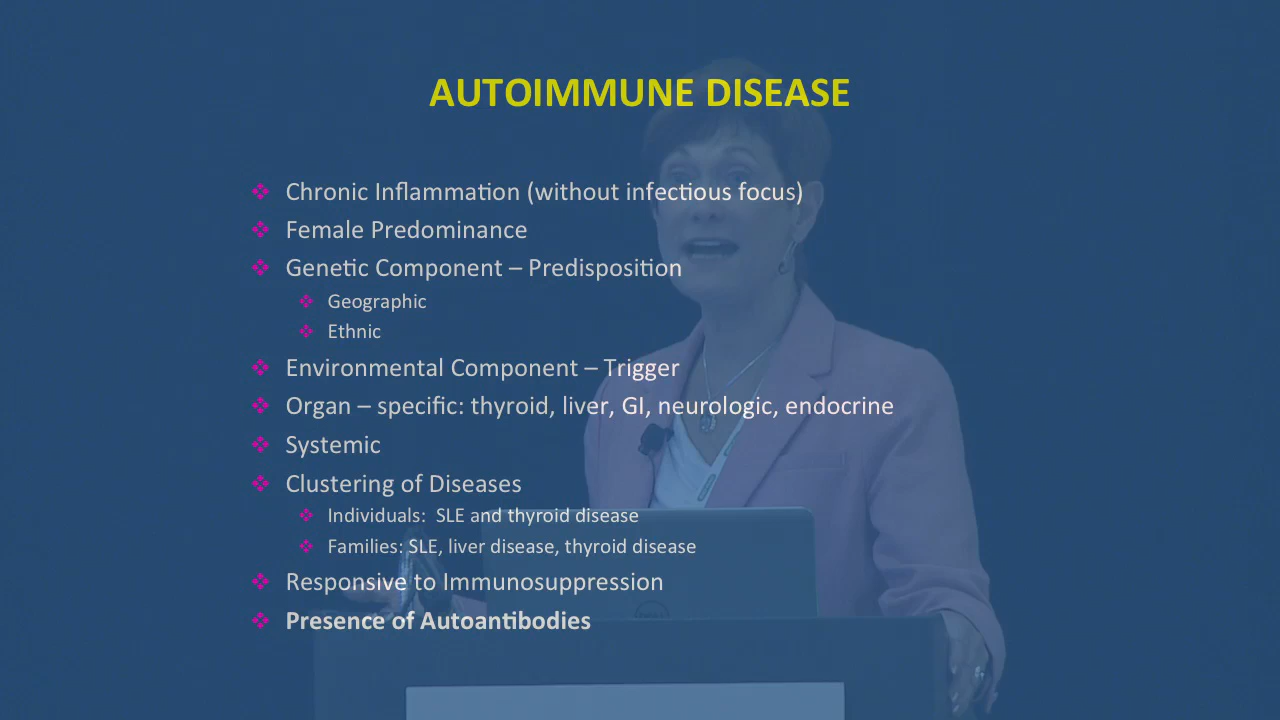 AUTOIMMUNE DISEASE
Chronic Inflammation (without infectious focus)
Female Predominance
Genetic Component – Predisposition
Geographic
Ethnic
Environmental Component – Trigger
Organ – specific: thyroid, liver, GI, neurologic, endocrine
Systemic
Clustering of Diseases
Individuals: SLE and thyroid disease
Families: SLE, liver disease, thyroid disease
Responsive to Immunosuppression
Presence of Autoantibodies